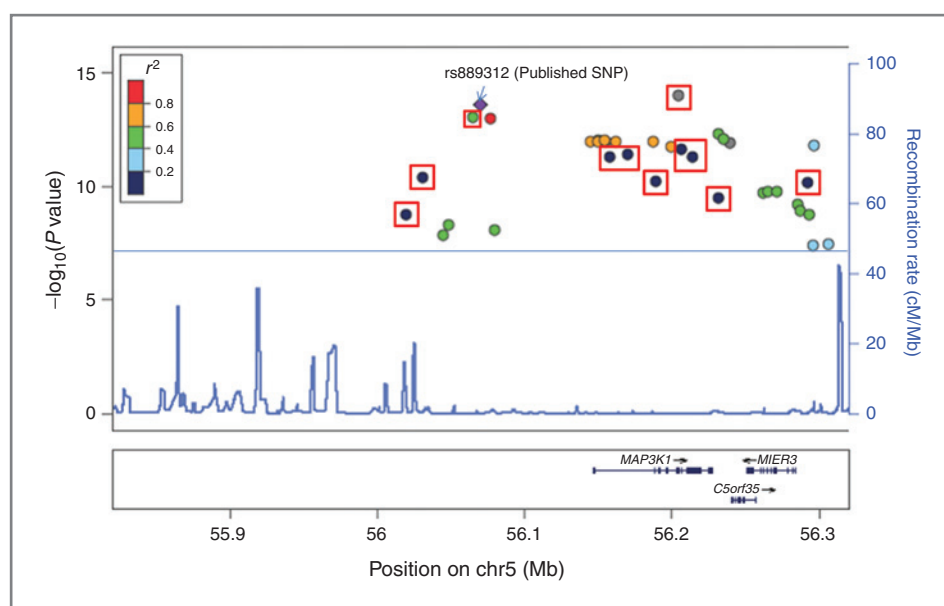 r²
0.8
0.6
0.4
0.2
rs889312 (Published SNP)
15
10
5
0
−log₁₀(P value)
100
80
60
40
20
0
Recombination rate (cM/Mb)
MAP3K1
MIER3
C5orf35
55.9
56
56.1
56.2
56.3
Position on chr5 (Mb)